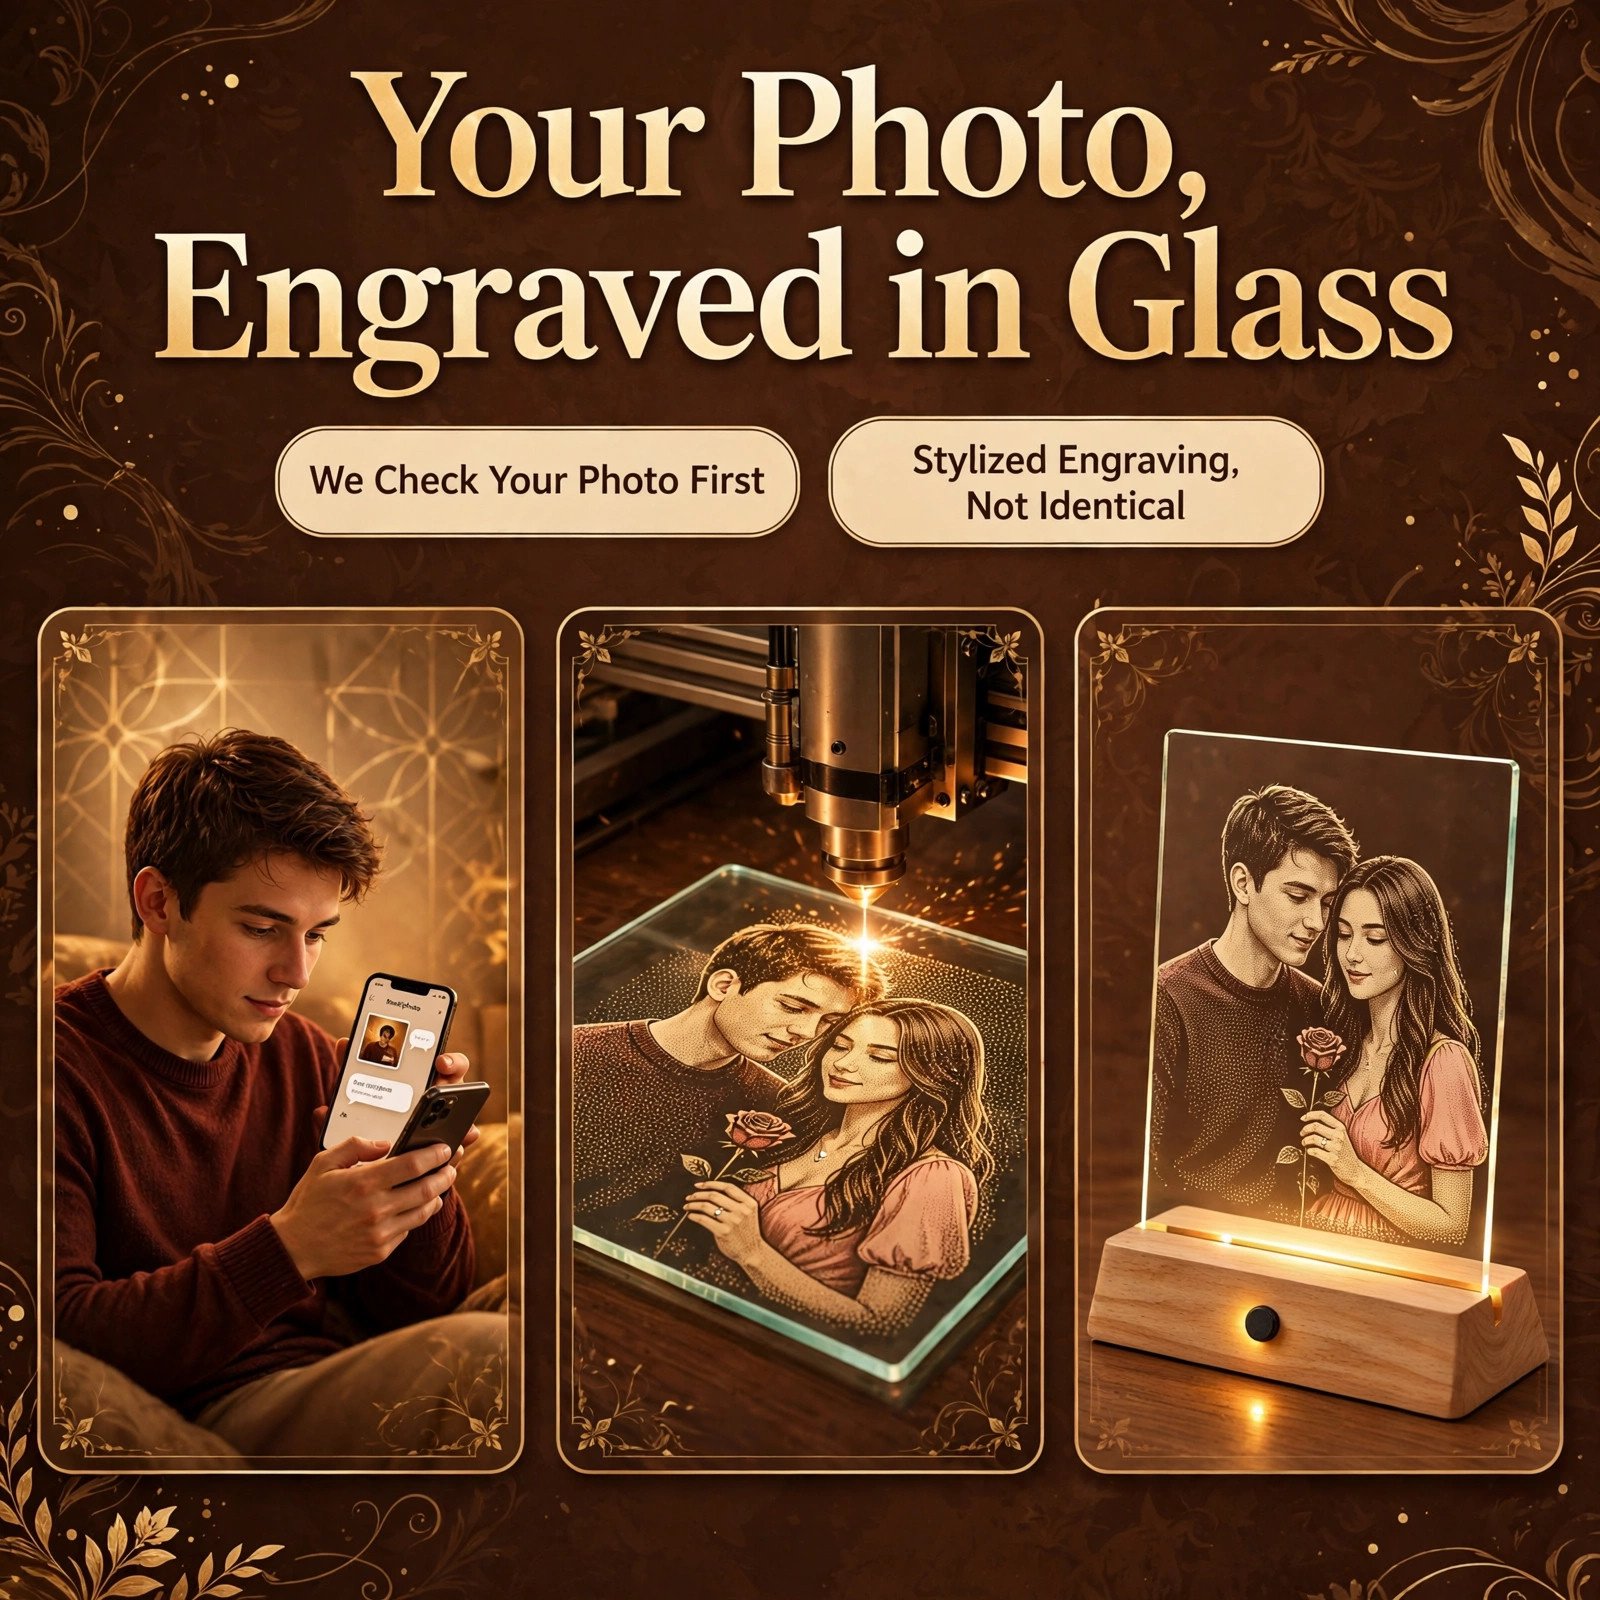 Your Photo,
Engraved in Glass
We Check Your Photo First
Stylized Engraving,
Not Identical